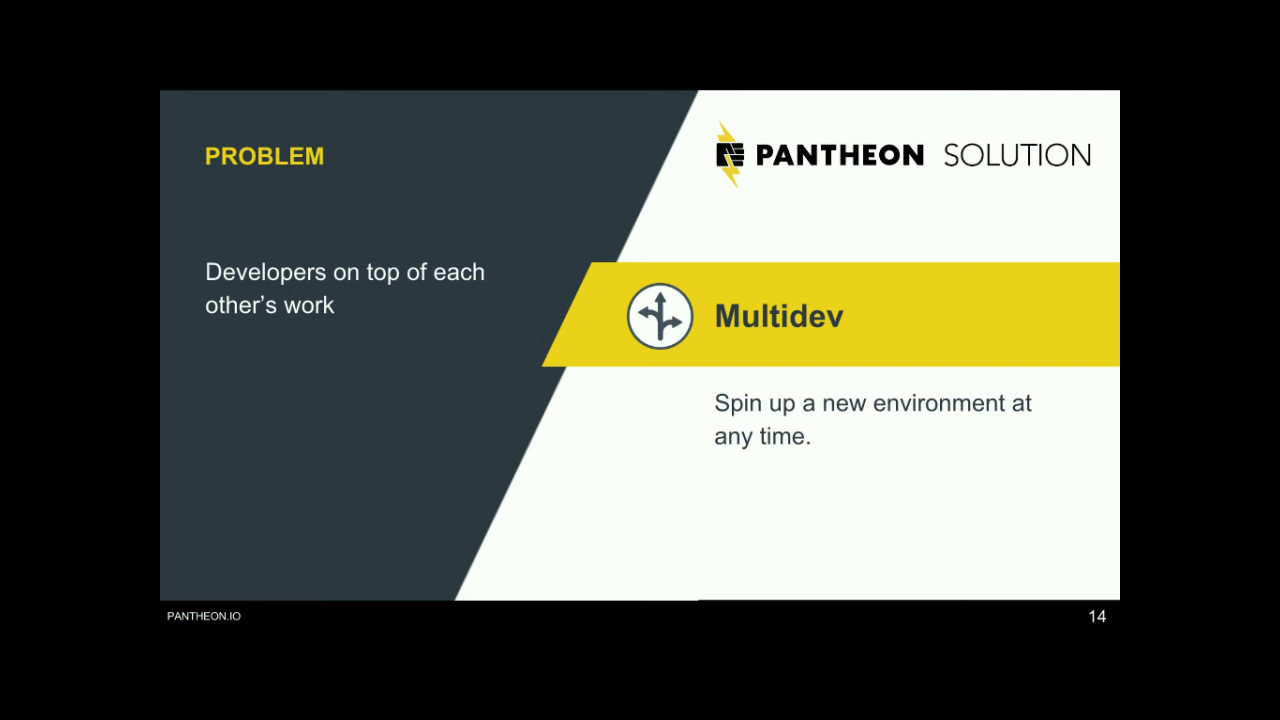 PROBLEM
Developers on top of each
other’s work
PANTHEON SOLUTION
Multidev
Spin up a new environment at
any time.
PANTHEON.IO
14